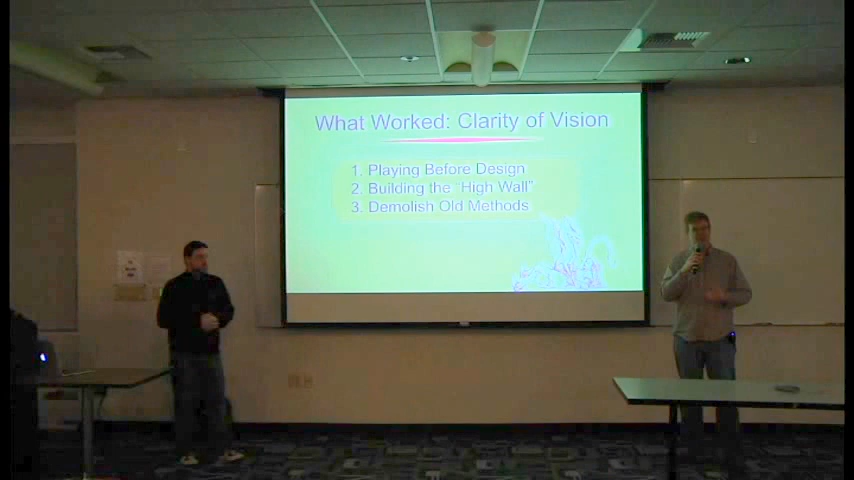 What Worked: Clarity of Vision
1. Playing Before Design
2. Building the "High Wall"
3. Demolish Old Methods